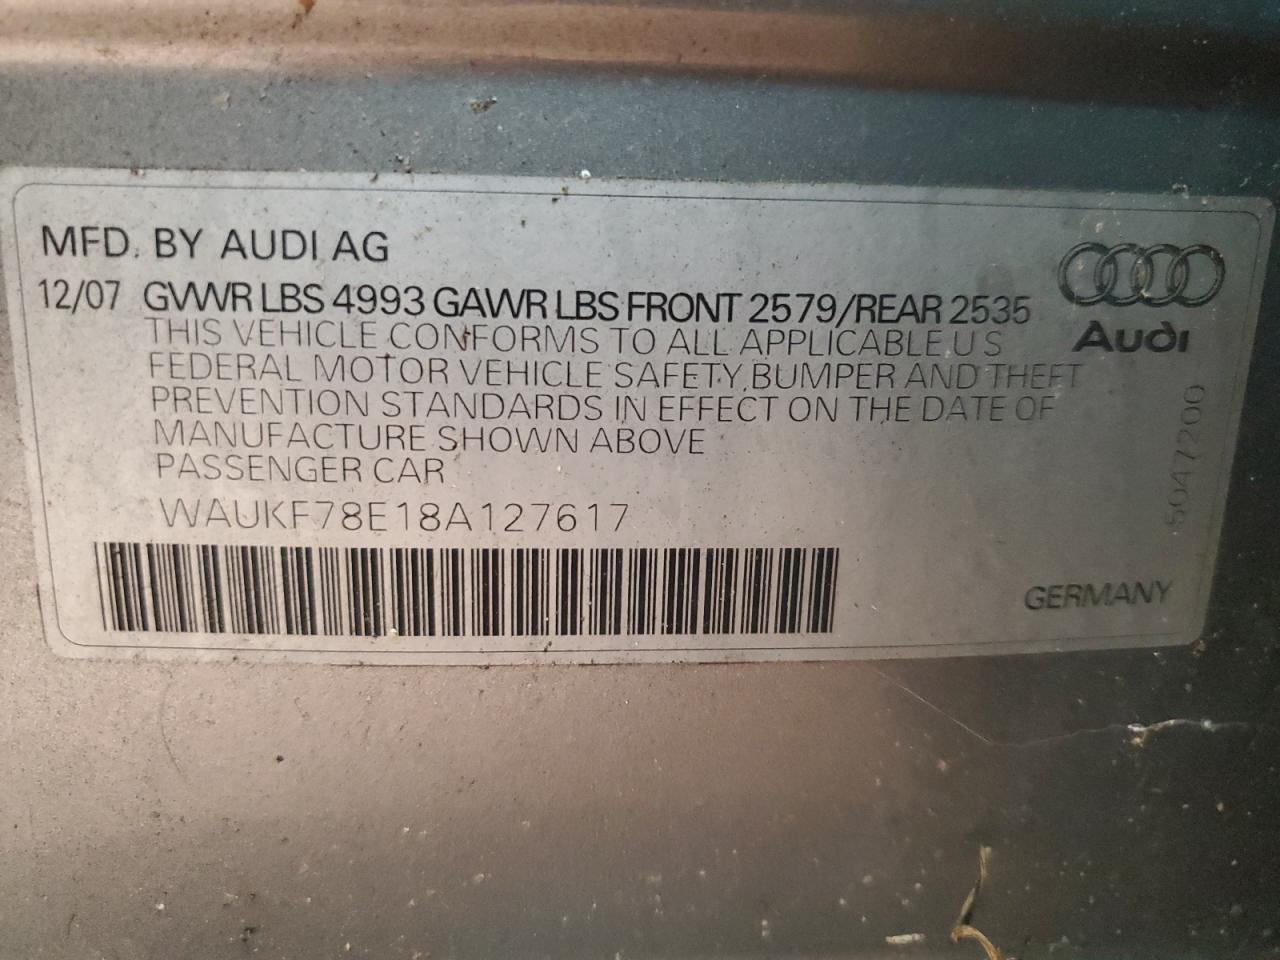 MFD. BY AUDI AG
12/07 GVWR LBS 4993 GAWR LBS FRONT 2579/REAR 2535
THIS VEHICLE CONFORMS TO ALL APPLICABLE U S
FEDERAL MOTOR VEHICLE SAFETY, BUMPER AND THEFT
PREVENTION STANDARDS IN EFFECT ON THE DATE OF
MANUFACTURE SHOWN ABOVE
PASSENGER CAR
WAUKF78E18A127617
Audi
5047200
GERMANY